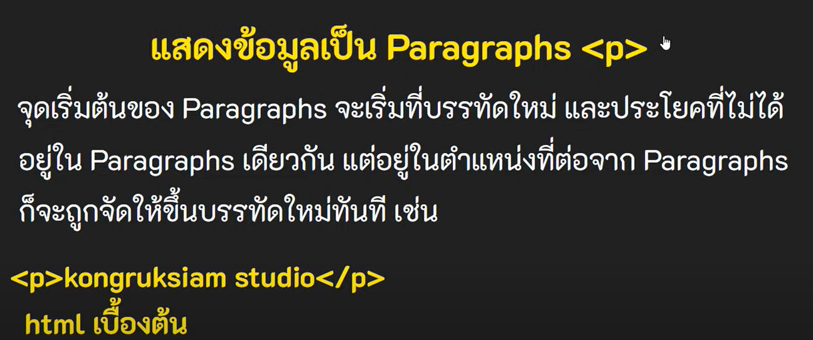 แสดงข้อมูลเป็น Paragraphs <p>
จุดเริ่มต้นของ Paragraphs จะเริ่มที่บรรทัดใหม่ และประโยคที่ไม่ได้
อยู่ใน Paragraphs เดียวกัน แต่อยู่ในตำแหน่งที่ต่อจาก Paragraphs
ก็จะถูกจัดให้ขึ้นบรรทัดใหม่ทันที เช่น
<p>kongruksiam studio</p>
html เบื้องต้น